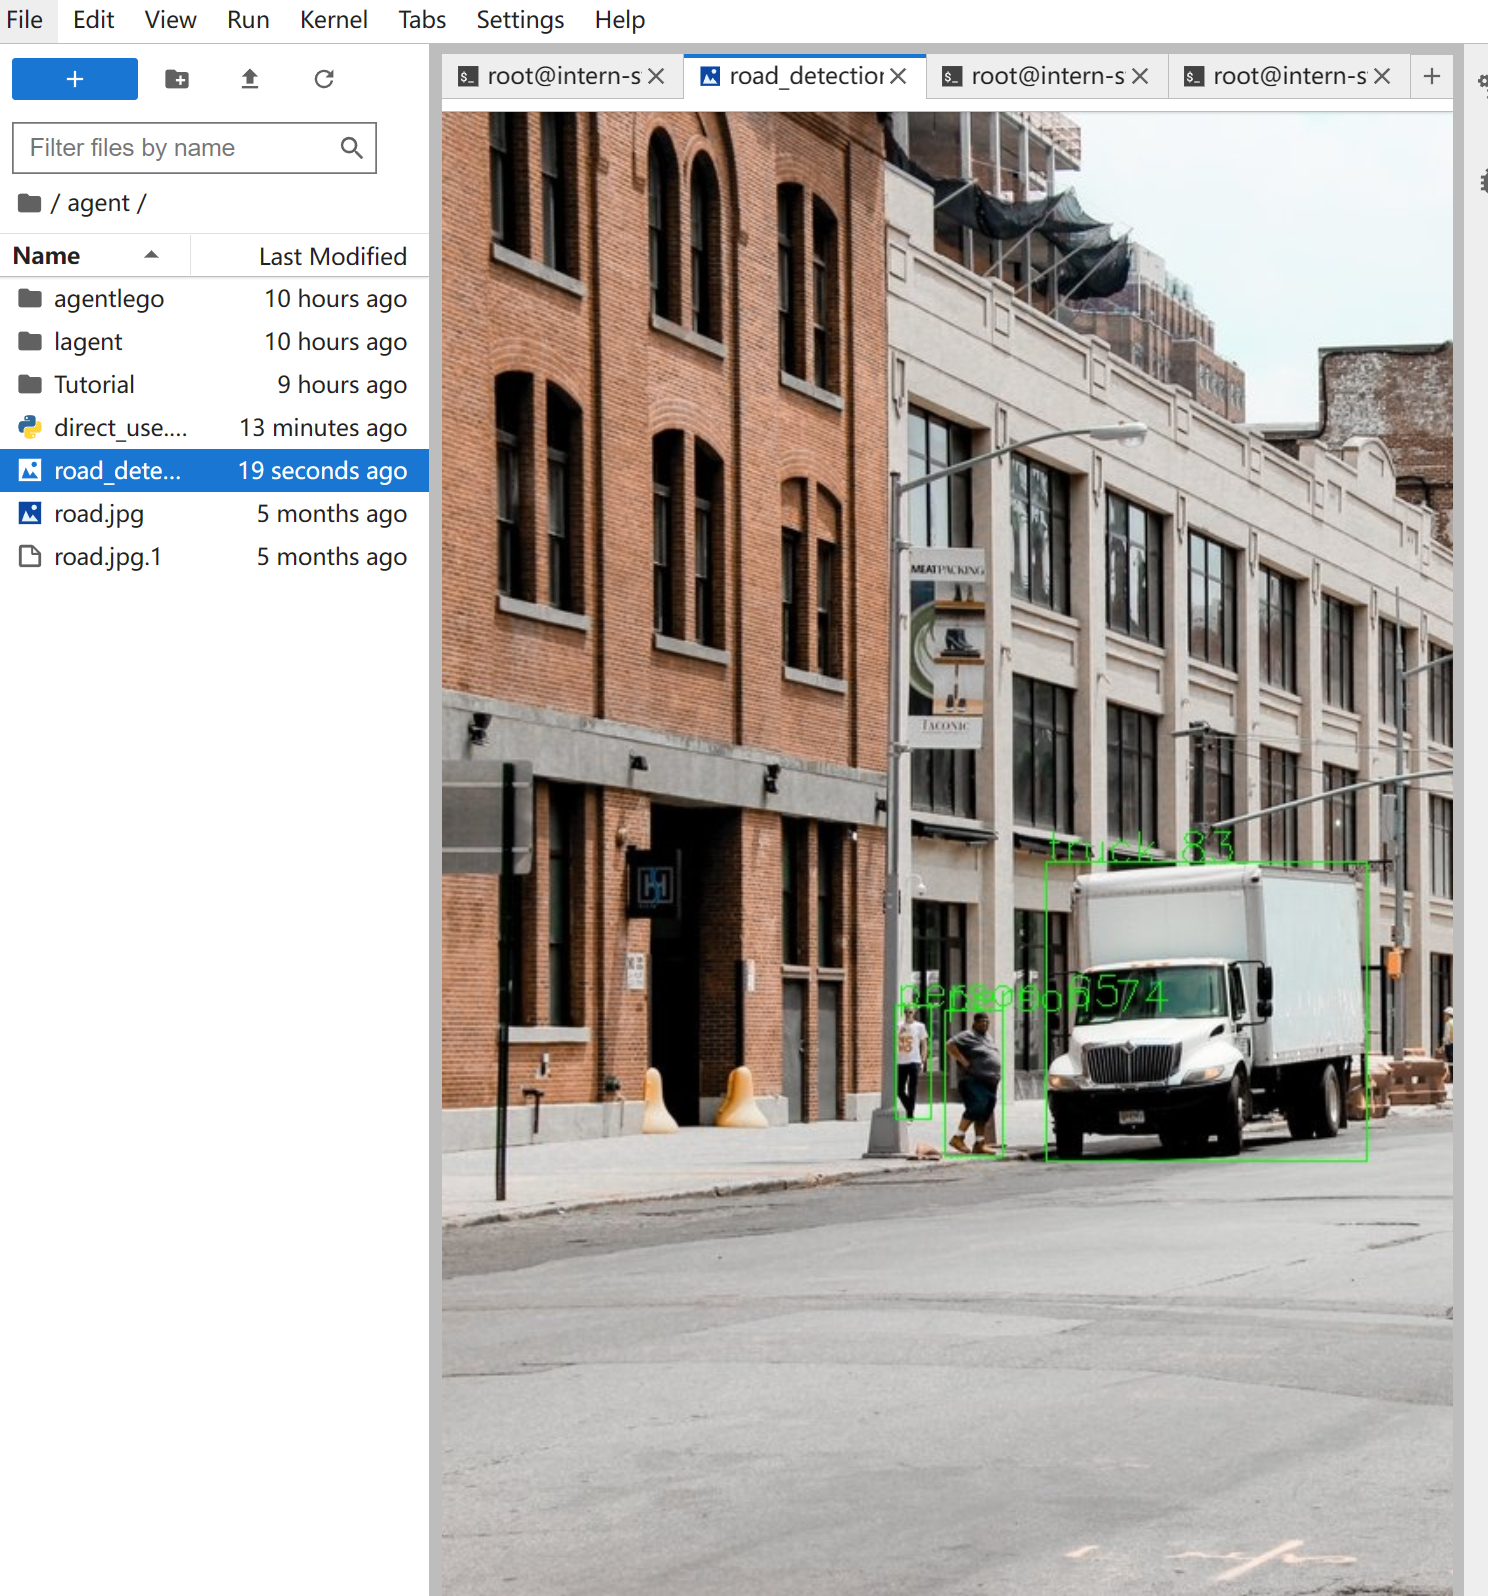 File Edit View Run Kernel Tabs Settings Help
+
Filter files by name
/ agent /
Name Last Modified
agentlego 10 hours ago
lagent 10 hours ago
Tutorial 9 hours ago
direct_use.... 13 minutes ago
road_dete... 19 seconds ago
road.jpg 5 months ago
road.jpg.1 5 months ago
root@intern-s road_detection root@intern-s root@intern-s +
MEATPACKING
TACONIC
H
truck 83
person 65
person 74